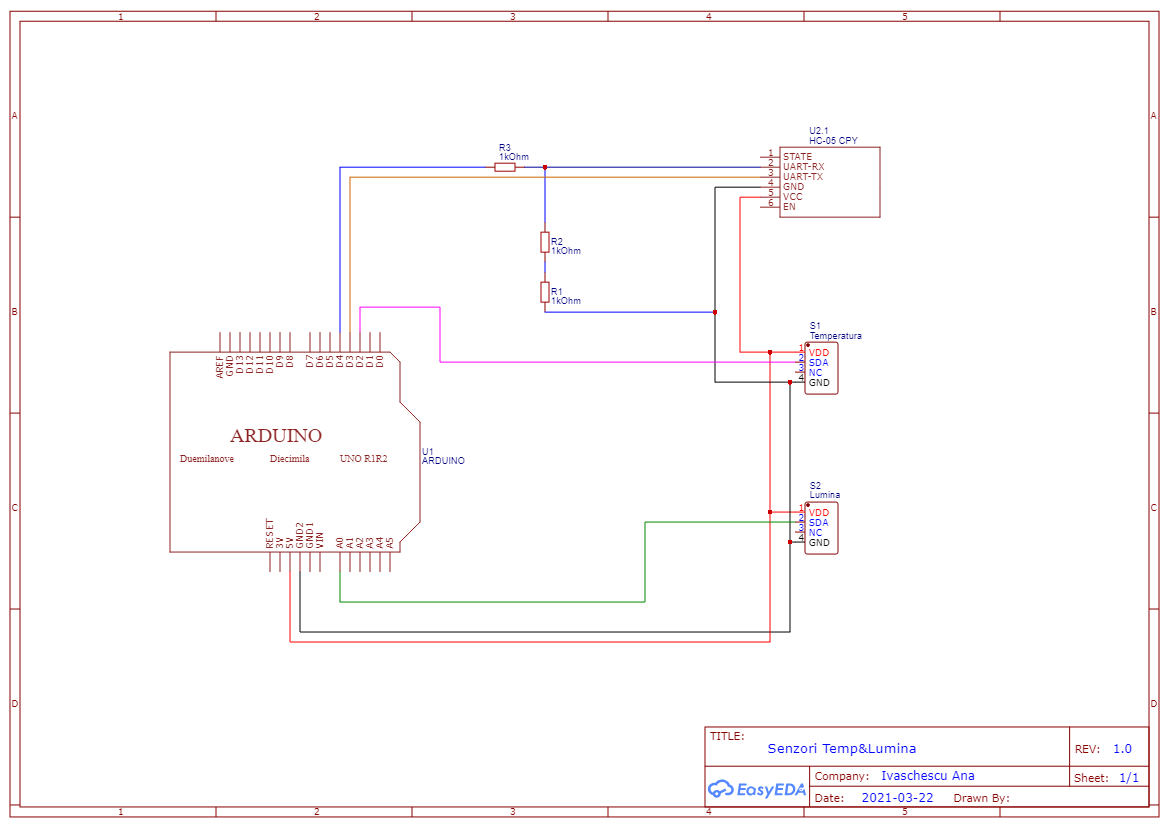 1 2 3 4 5
A A
B B
C C
D D
R3
1kOhm
U2.1
HC-05 CPY
1 STATE
2 UART-RX
3 UART-TX
4 GND
5 VCC
6 EN
R2
1kOhm
R1
1kOhm
S1
Temperatura
1 VDD
2 SDA
3 NC
4 GND
AREF GND D13 D12 D11 D10 D9 D8 D7 D6 D5 D4 D3 D2 D1 D0
ARDUINO
Duemilanove Diecimila UNO R1R2
U1
ARDUINO
RESET 3V 5V GND2 GND1 VIN A0 A1 A2 A3 A4 A5
S2
Lumina
1 VDD
2 SDA
3 NC
4 GND
TITLE:
Senzori Temp&Lumina
REV: 1.0
EasyEDA
Company: Ivaschescu Ana
Sheet: 1/1
Date: 2021-03-22 Drawn By:
1 2 3 4 5